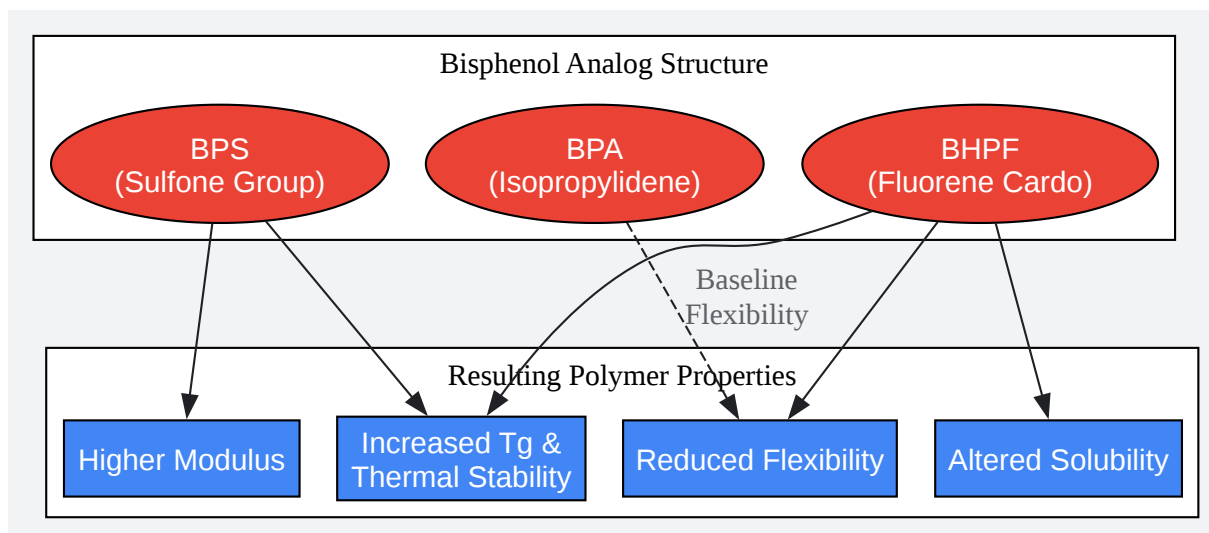 Bisphenol Analog Structure
BPS
(Sulfone Group)
BPA
(Isopropylidene)
BHPF
(Fluorene Cardo)
Baseline
Flexibility
Resulting Polymer Properties
Higher Modulus
Increased Tg &
Thermal Stability
Reduced Flexibility
Altered Solubility